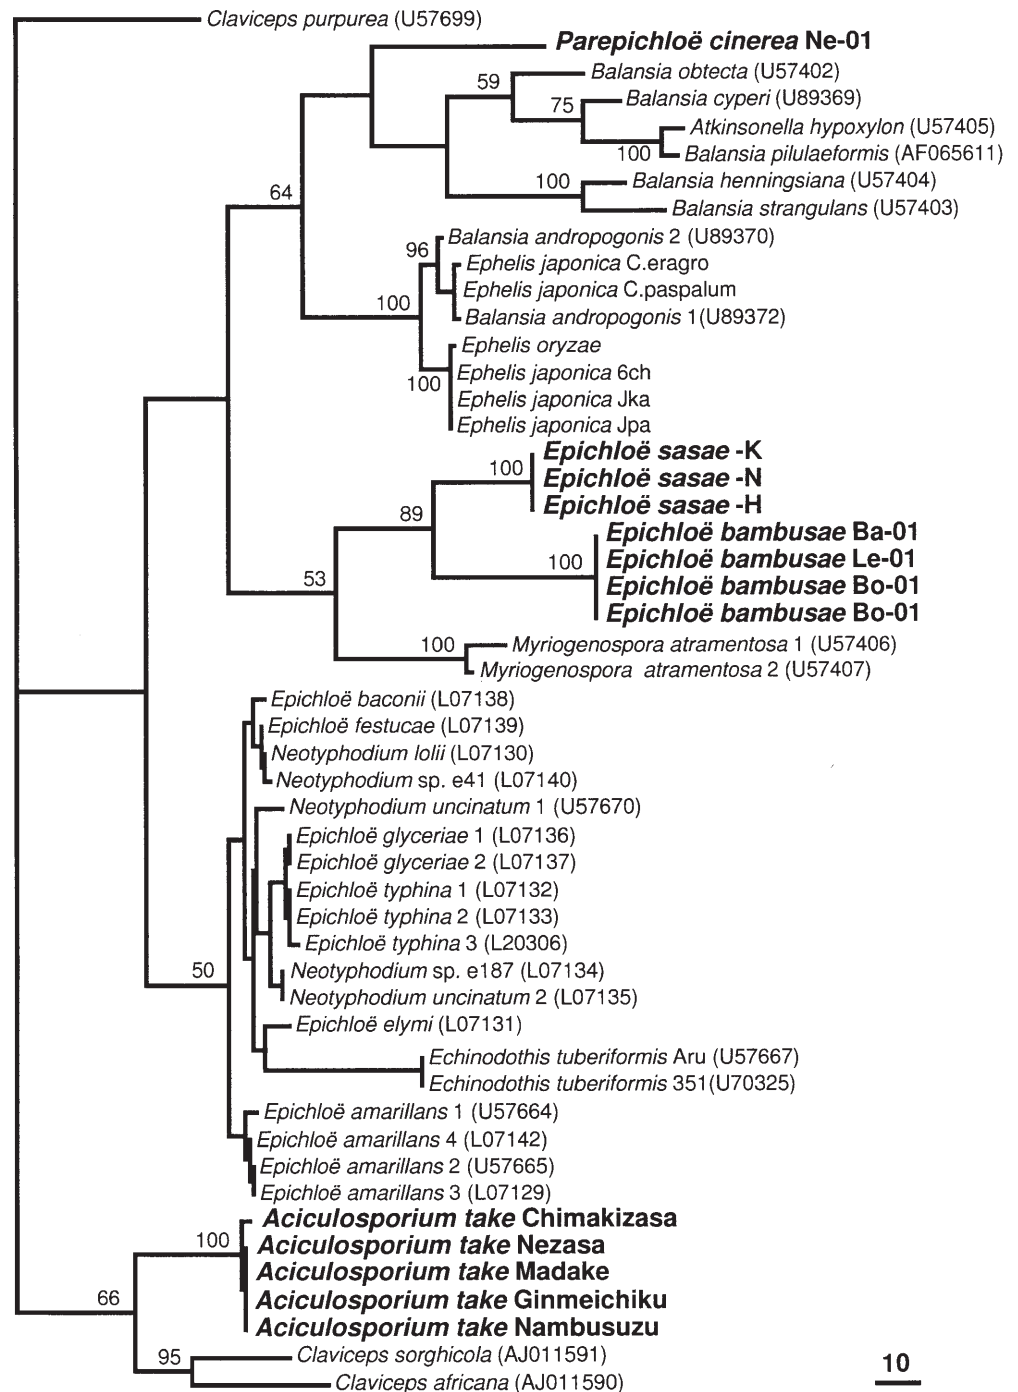 Claviceps purpurea (U57699)
Parepichloë cinerea Ne-01
59
Balansia obtecta (U57402)
75
Balansia cyperi (U89369)
Atkinsonella hypoxylon (U57405)
100
Balansia pilulaeformis (AF065611)
100
Balansia henningsiana (U57404)
64
Balansia strangulans (U57403)
Balansia andropogonis 2 (U89370)
96
Ephelis japonica C.eragro
Ephelis japonica C.paspalum
100
Balansia andropogonis 1(U89372)
Ephelis oryzae
Ephelis japonica 6ch
100
Ephelis japonica Jka
Ephelis japonica Jpa
Epichloë sasae -K
100
Epichloë sasae -N
Epichloë sasae -H
89
Epichloë bambusae Ba-01
100
Epichloë bambusae Le-01
53
Epichloë bambusae Bo-01
Epichloë bambusae Bo-01
100
Myriogenospora atramentosa 1 (U57406)
Myriogenospora atramentosa 2 (U57407)
Epichloë baconii (L07138)
Epichloë festucae (L07139)
Neotyphodium lolii (L07130)
Neotyphodium sp. e41 (L07140)
Neotyphodium uncinatum 1 (U57670)
Epichloë glyceriae 1 (L07136)
Epichloë glyceriae 2 (L07137)
Epichloë typhina 1 (L07132)
Epichloë typhina 2 (L07133)
Epichloë typhina 3 (L20306)
50
Neotyphodium sp. e187 (L07134)
Neotyphodium uncinatum 2 (L07135)
Epichloë elymi (L07131)
Echinodothis tuberiformis Aru (U57667)
Echinodothis tuberiformis 351(U70325)
Epichloë amarillans 1 (U57664)
Epichloë amarillans 4 (L07142)
Epichloë amarillans 2 (U57665)
Epichloë amarillans 3 (L07129)
Aciculosporium take Chimakizasa
100
Aciculosporium take Nezasa
Aciculosporium take Madake
66
Aciculosporium take Ginmeichiku
Aciculosporium take Nambusuzu
95
Claviceps sorghicola (AJ011591)
Claviceps africana (AJ011590)
10